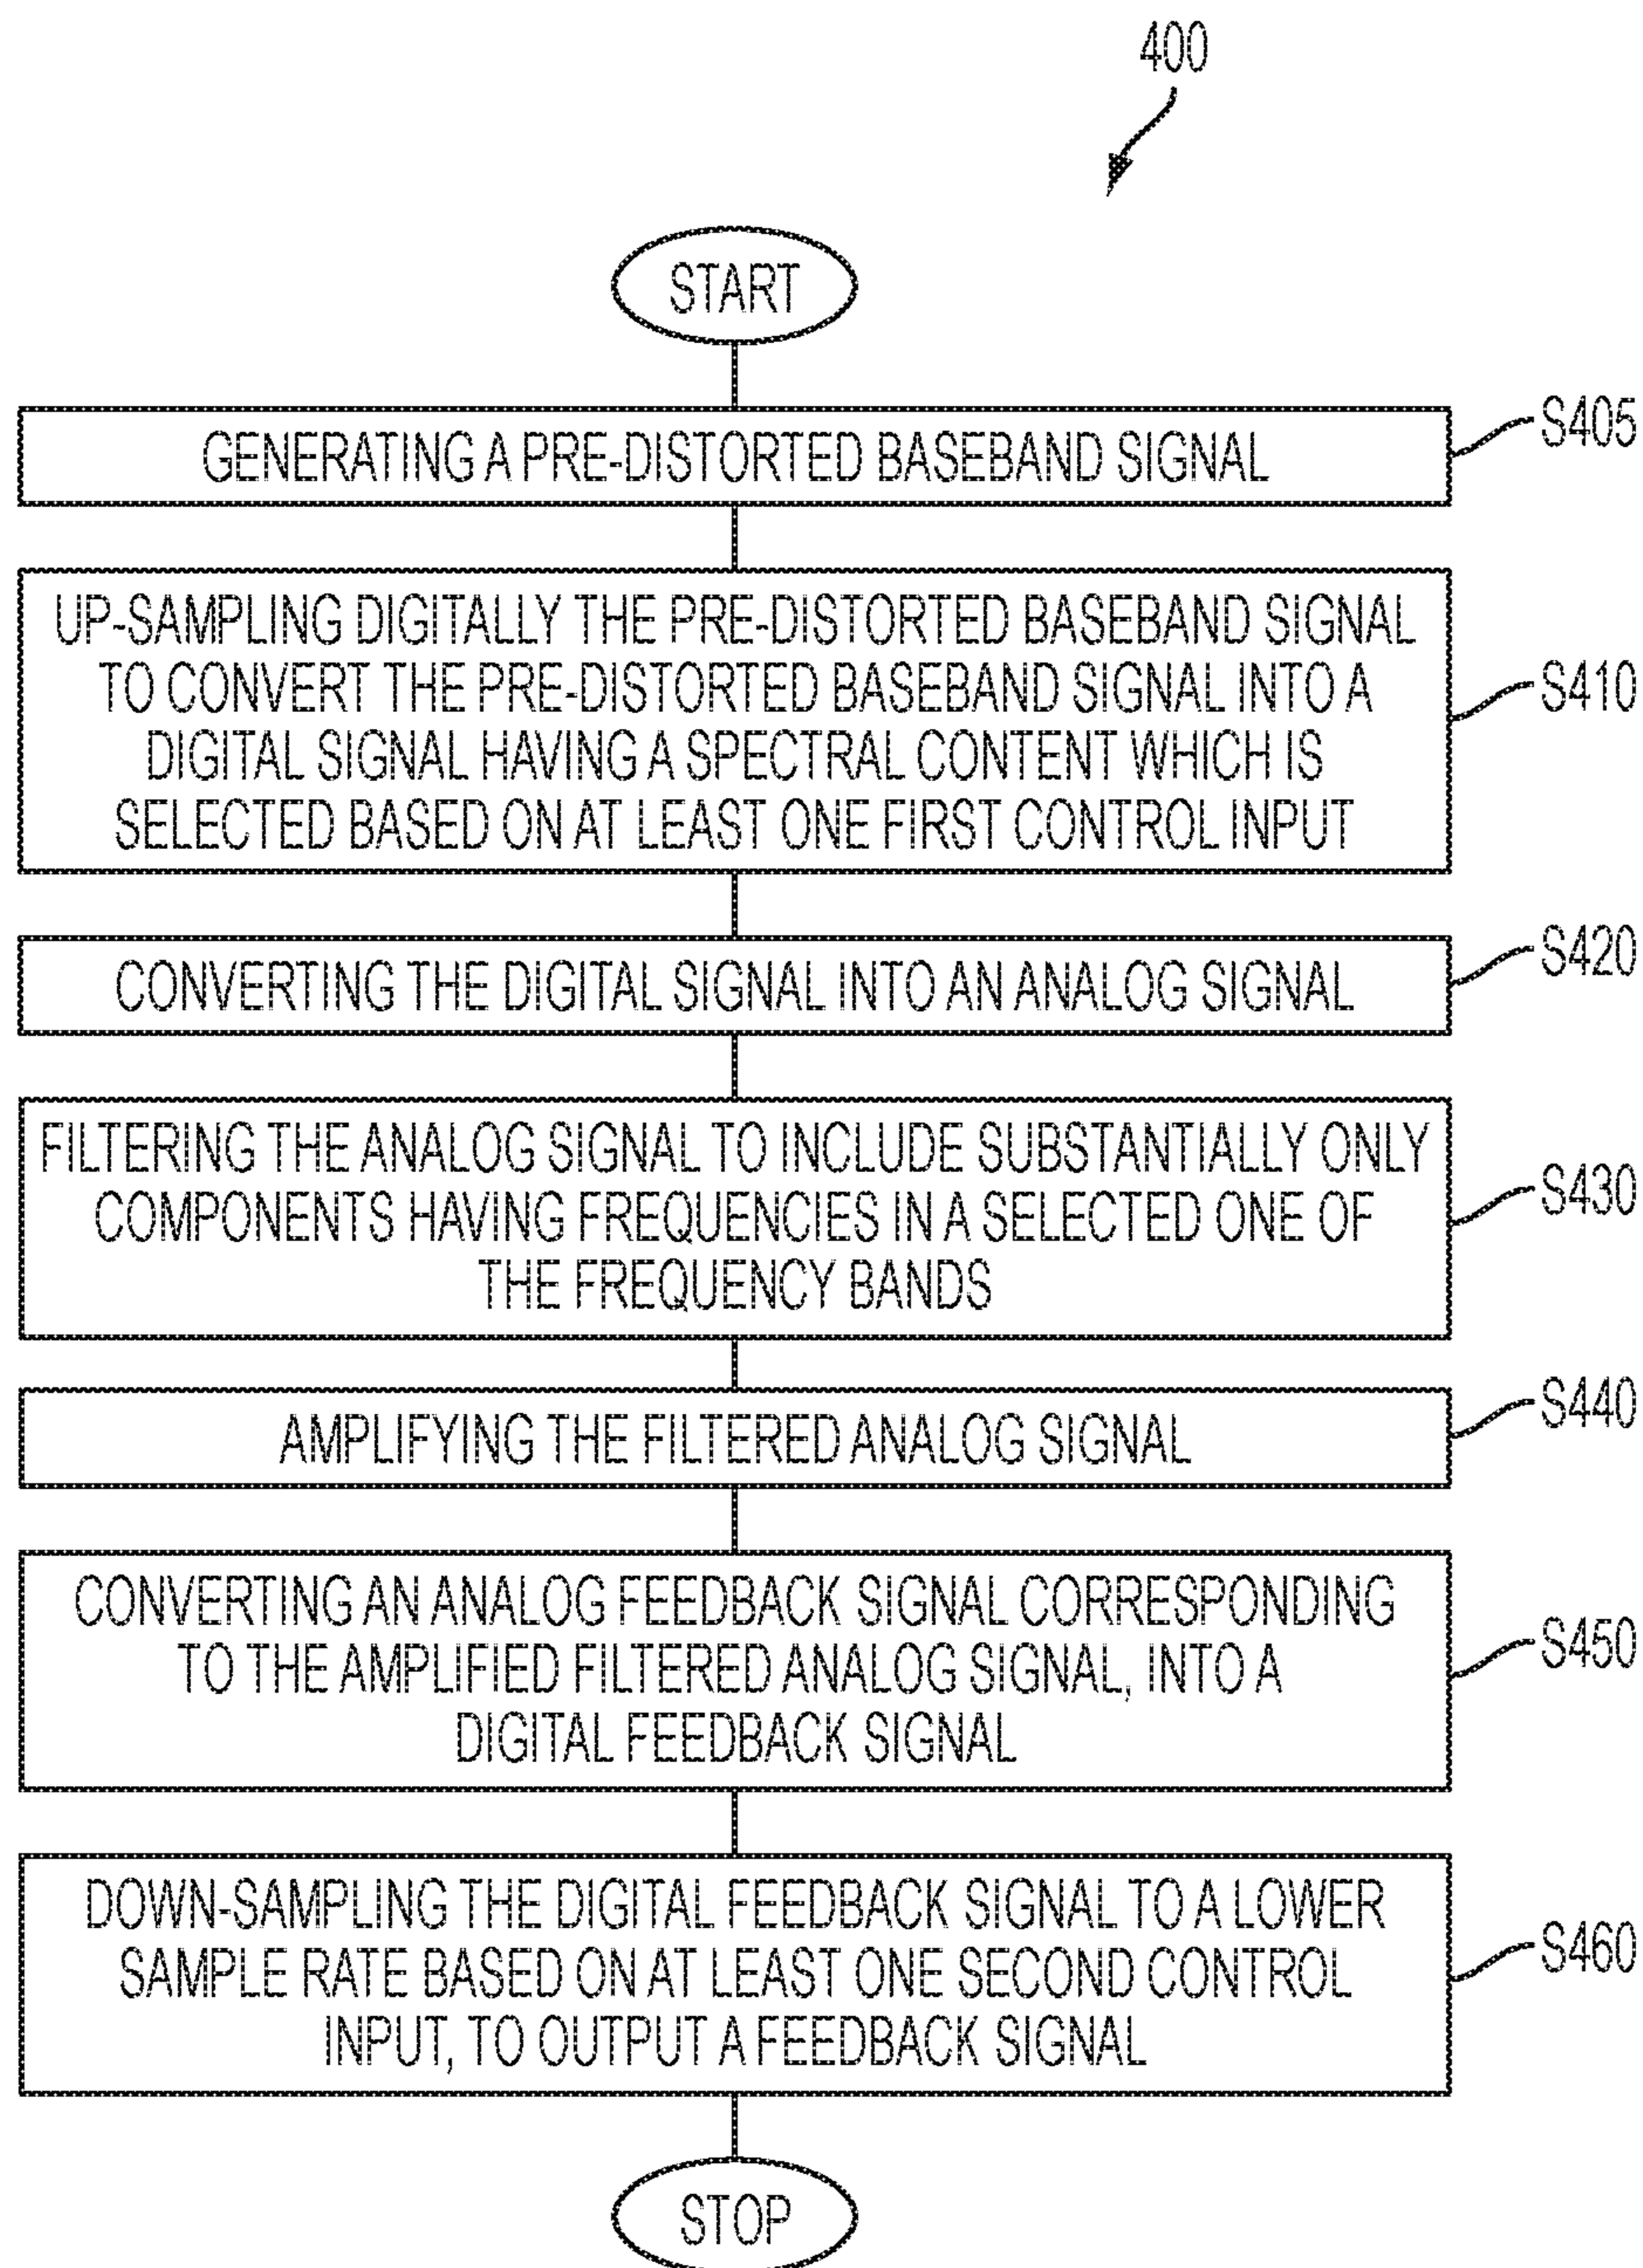 400
START
GENERATING A PRE-DISTORTED BASEBAND SIGNAL
S405
UP-SAMPLING DIGITALLY THE PRE-DISTORTED BASEBAND SIGNAL
TO CONVERT THE PRE-DISTORTED BASEBAND SIGNAL INTO A
DIGITAL SIGNAL HAVING A SPECTRAL CONTENT WHICH IS
SELECTED BASED ON AT LEAST ONE FIRST CONTROL INPUT
S410
CONVERTING THE DIGITAL SIGNAL INTO AN ANALOG SIGNAL
S420
FILTERING THE ANALOG SIGNAL TO INCLUDE SUBSTANTIALLY ONLY
COMPONENTS HAVING FREQUENCIES IN A SELECTED ONE OF
THE FREQUENCY BANDS
S430
AMPLIFYING THE FILTERED ANALOG SIGNAL
S440
CONVERTING AN ANALOG FEEDBACK SIGNAL CORRESPONDING
TO THE AMPLIFIED FILTERED ANALOG SIGNAL, INTO A
DIGITAL FEEDBACK SIGNAL
S450
DOWN-SAMPLING THE DIGITAL FEEDBACK SIGNAL TO A LOWER
SAMPLE RATE BASED ON AT LEAST ONE SECOND CONTROL
INPUT, TO OUTPUT A FEEDBACK SIGNAL
S460
STOP